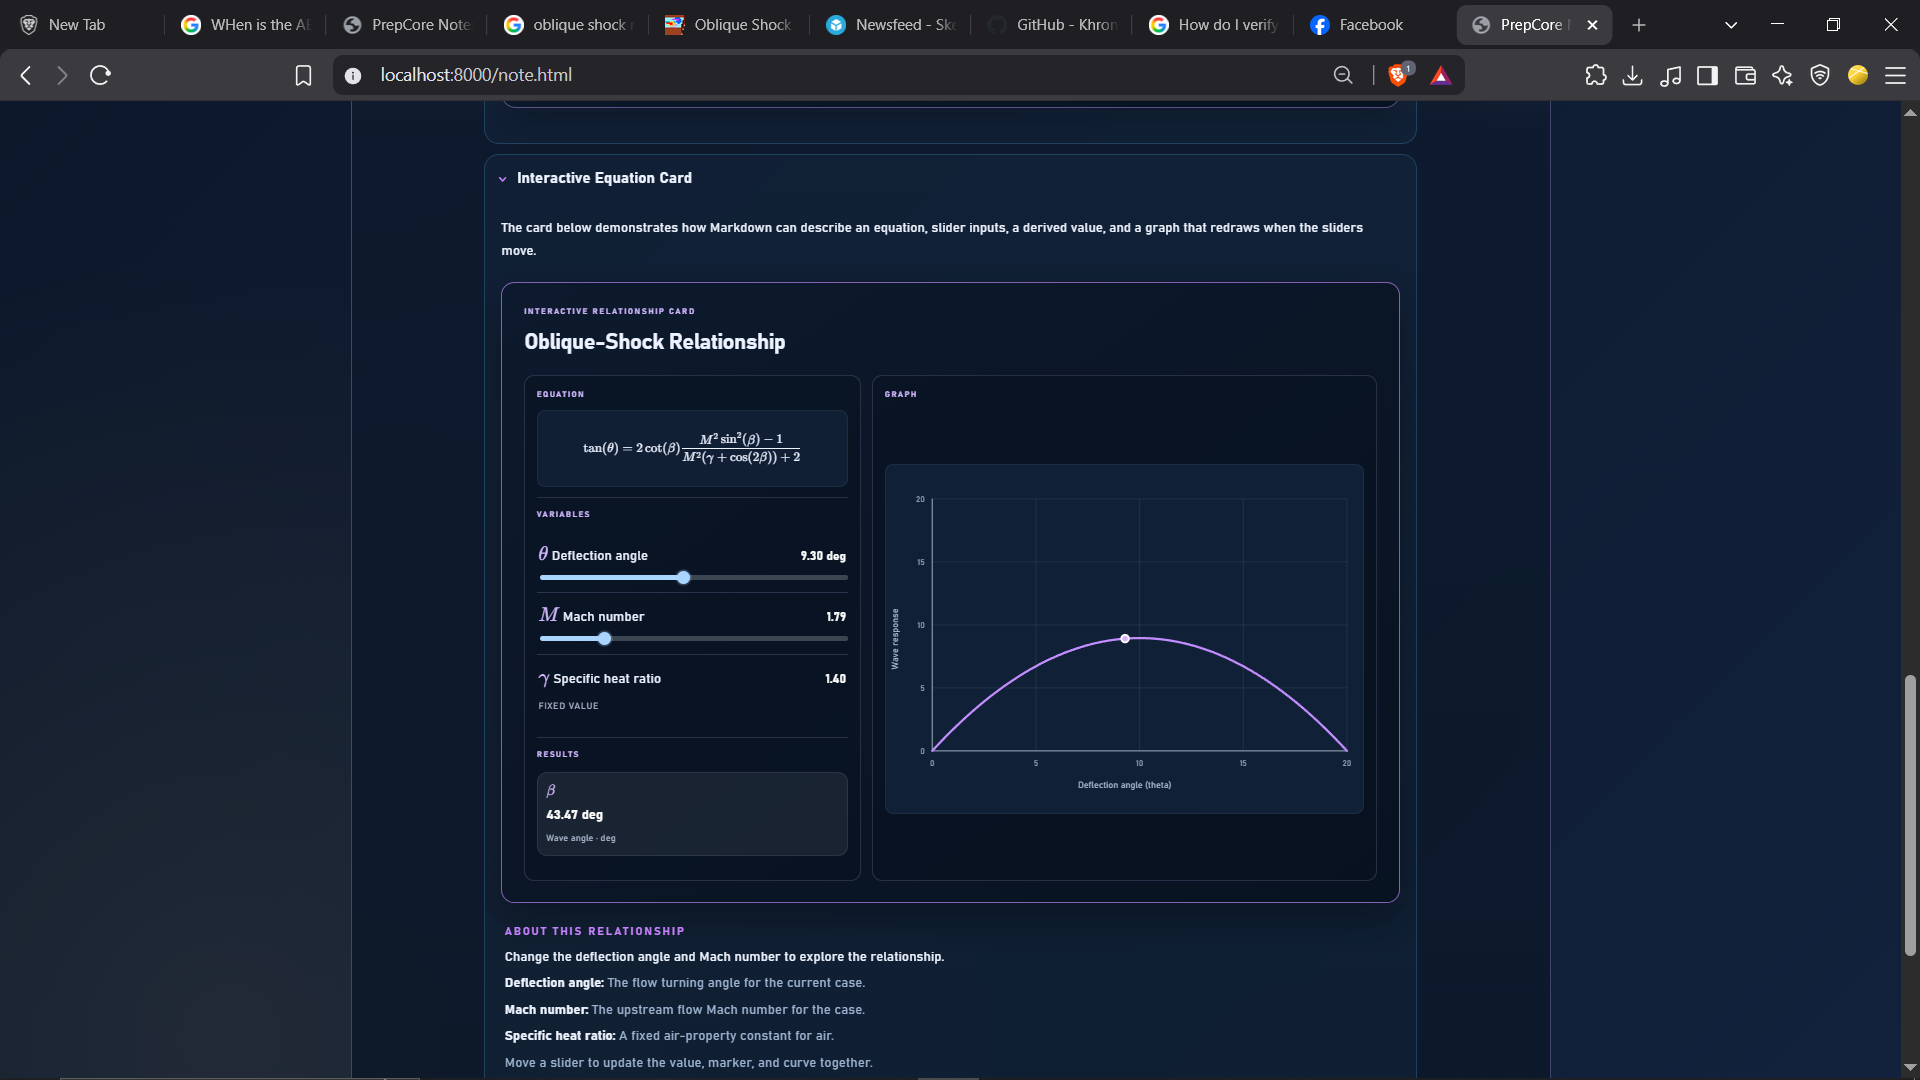 New Tab
WHen is the AE
PrepCore Note
oblique shock r
Oblique Shock
Newsfeed - Ske
GitHub - Khron
How do I verify
Facebook
PrepCore N
localhost:8000/note.html
1
Interactive Equation Card
The card below demonstrates how Markdown can describe an equation, slider inputs, a derived value, and a graph that redraws when the sliders
move.
INTERACTIVE RELATIONSHIP CARD
Oblique-Shock Relationship
EQUATION
tan(θ) = 2 cot(β) (M² sin²(β) − 1) / (M²(γ + cos(2β)) + 2)
VARIABLES
θ Deflection angle 9.30 deg
M Mach number 1.79
γ Specific heat ratio 1.40
FIXED VALUE
RESULTS
β
43.47 deg
Wave angle · deg
GRAPH
20
15
10
5
0
Wave response
0 5 10 15 20
Deflection angle (theta)
ABOUT THIS RELATIONSHIP
Change the deflection angle and Mach number to explore the relationship.
Deflection angle: The flow turning angle for the current case.
Mach number: The upstream flow Mach number for the case.
Specific heat ratio: A fixed air-property constant for air.
Move a slider to update the value, marker, and curve together.